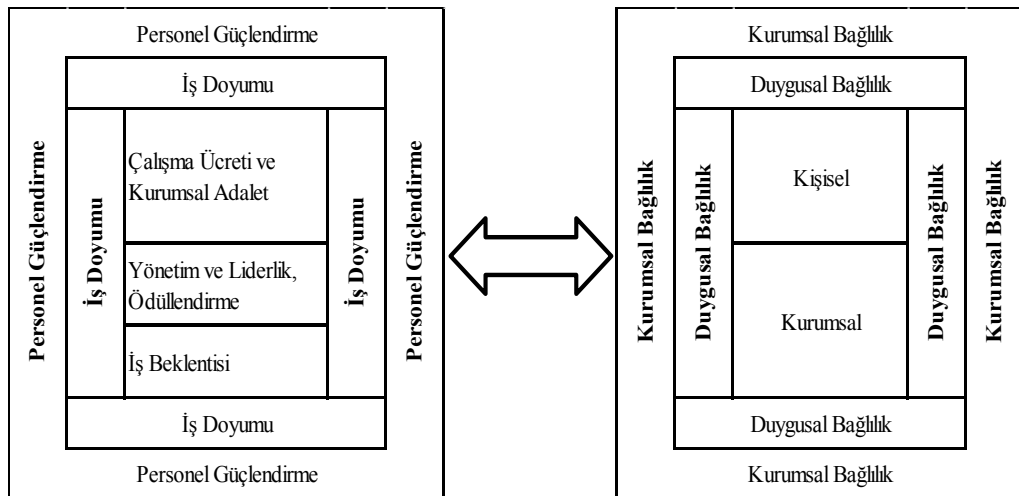 Personel Güçlendirme
İş Doyumu
Personel Güçlendirme
İş Doyumu
Çalışma Ücreti ve
Kurumsal Adalet
Yönetim ve Liderlik,
Ödüllendirme
İş Beklentisi
İş Doyumu
Personel Güçlendirme
İş Doyumu
Personel Güçlendirme
Kurumsal Bağlılık
Duygusal Bağlılık
Kurumsal Bağlılık
Duygusal Bağlılık
Kişisel
Kurumsal
Duygusal Bağlılık
Kurumsal Bağlılık
Duygusal Bağlılık
Kurumsal Bağlılık